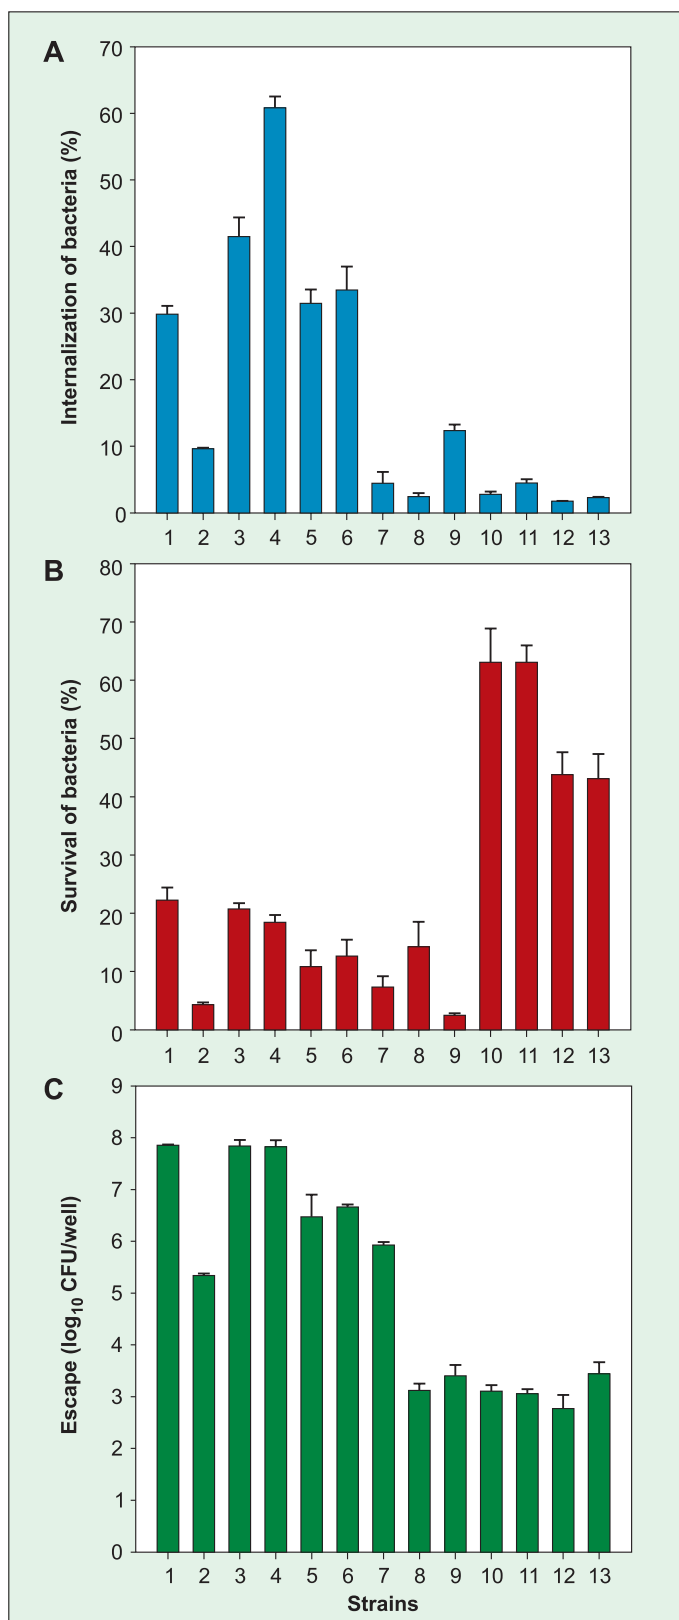 A
Internalization of bacteria (%)
70
60
50
40
30
20
10
0
1 2 3 4 5 6 7 8 9 10 11 12 13
B
Survival of bacteria (%)
80
70
60
50
40
30
20
10
0
1 2 3 4 5 6 7 8 9 10 11 12 13
C
Escape (log10 CFU/well)
9
8
7
6
5
4
3
2
1
0
1 2 3 4 5 6 7 8 9 10 11 12 13
Strains